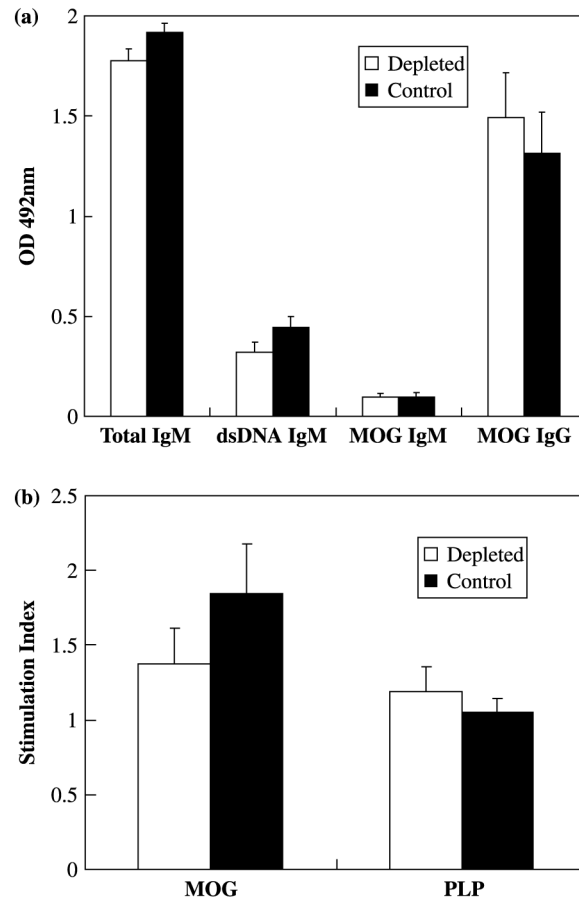 (a)
2
1.5
1
0.5
0
OD 492nm
Depleted
Control
Total IgM dsDNA IgM MOG IgM MOG IgG
(b)
2.5
2
1.5
1
0.5
0
Stimulation Index
Depleted
Control
MOG PLP